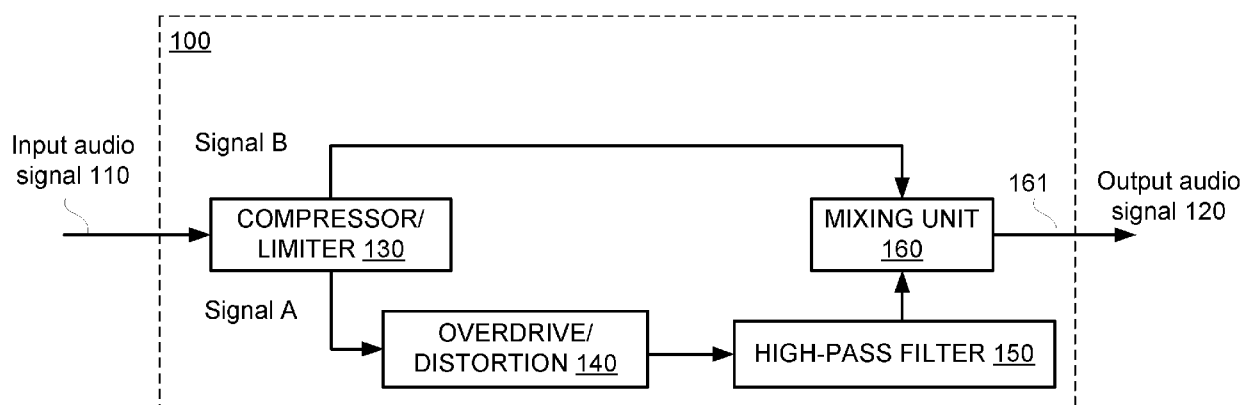 100
Input audio
signal 110
Signal B
COMPRESSOR/
LIMITER 130
Signal A
OVERDRIVE/
DISTORTION 140
HIGH-PASS FILTER 150
MIXING UNIT
160
161
Output audio
signal 120